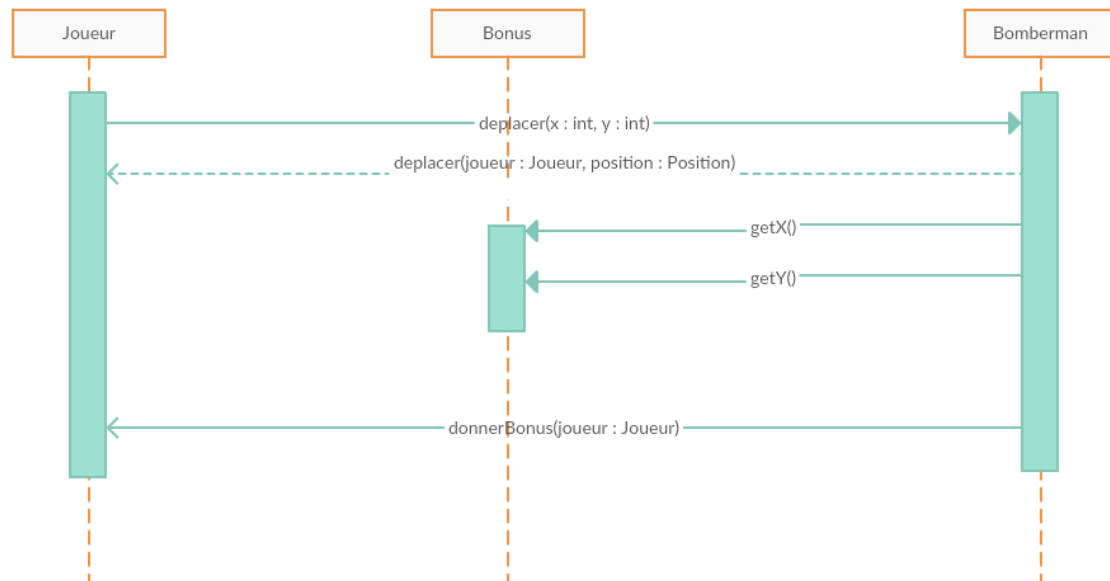 Joueur
Bonus
Bomberman
deplacer(x : int, y : int)
deplacer(joueur : Joueur, position : Position)
getX()
getY()
donnerBonus(joueur : Joueur)